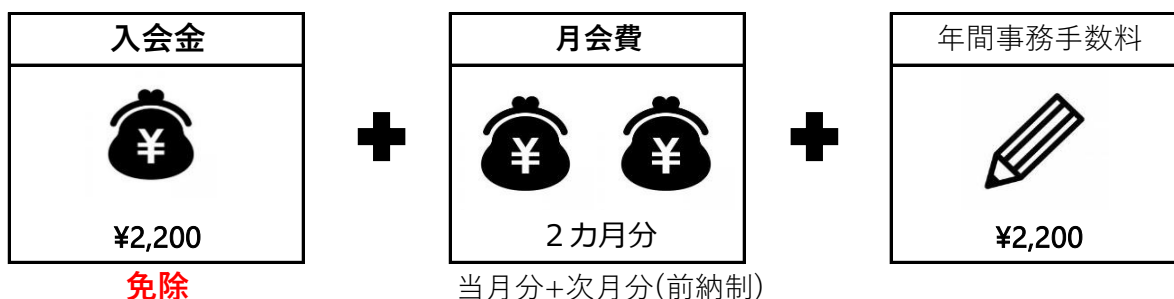 入会金
月会費
年間事務手数料
¥
¥
¥
¥2,200
２カ月分
¥2,200
免除
当月分+次月分(前納制)